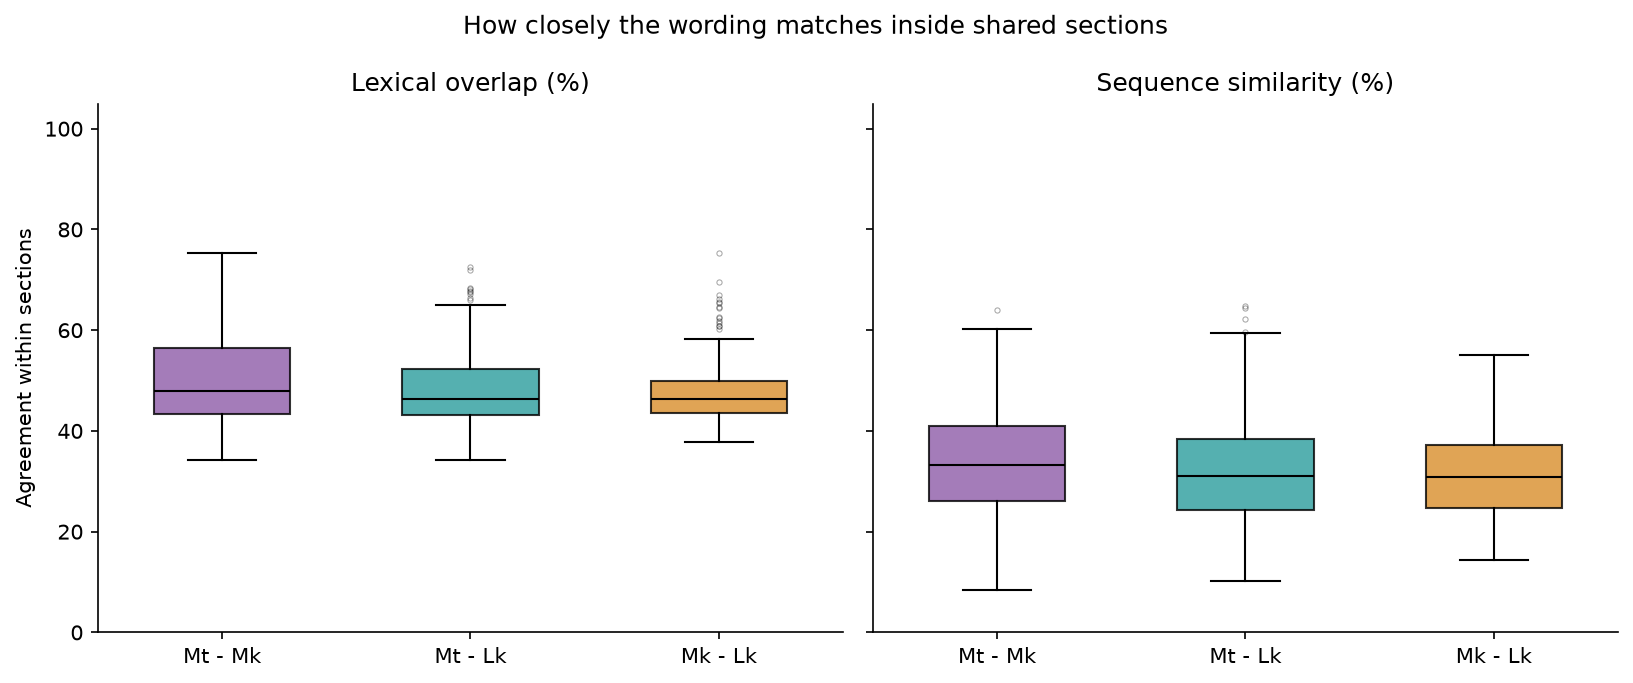 How closely the wording matches inside shared sections
Lexical overlap (%)
Sequence similarity (%)
Agreement within sections
100
80
60
40
20
0
Mt - Mk
Mt - Lk
Mk - Lk
Mt - Mk
Mt - Lk
Mk - Lk